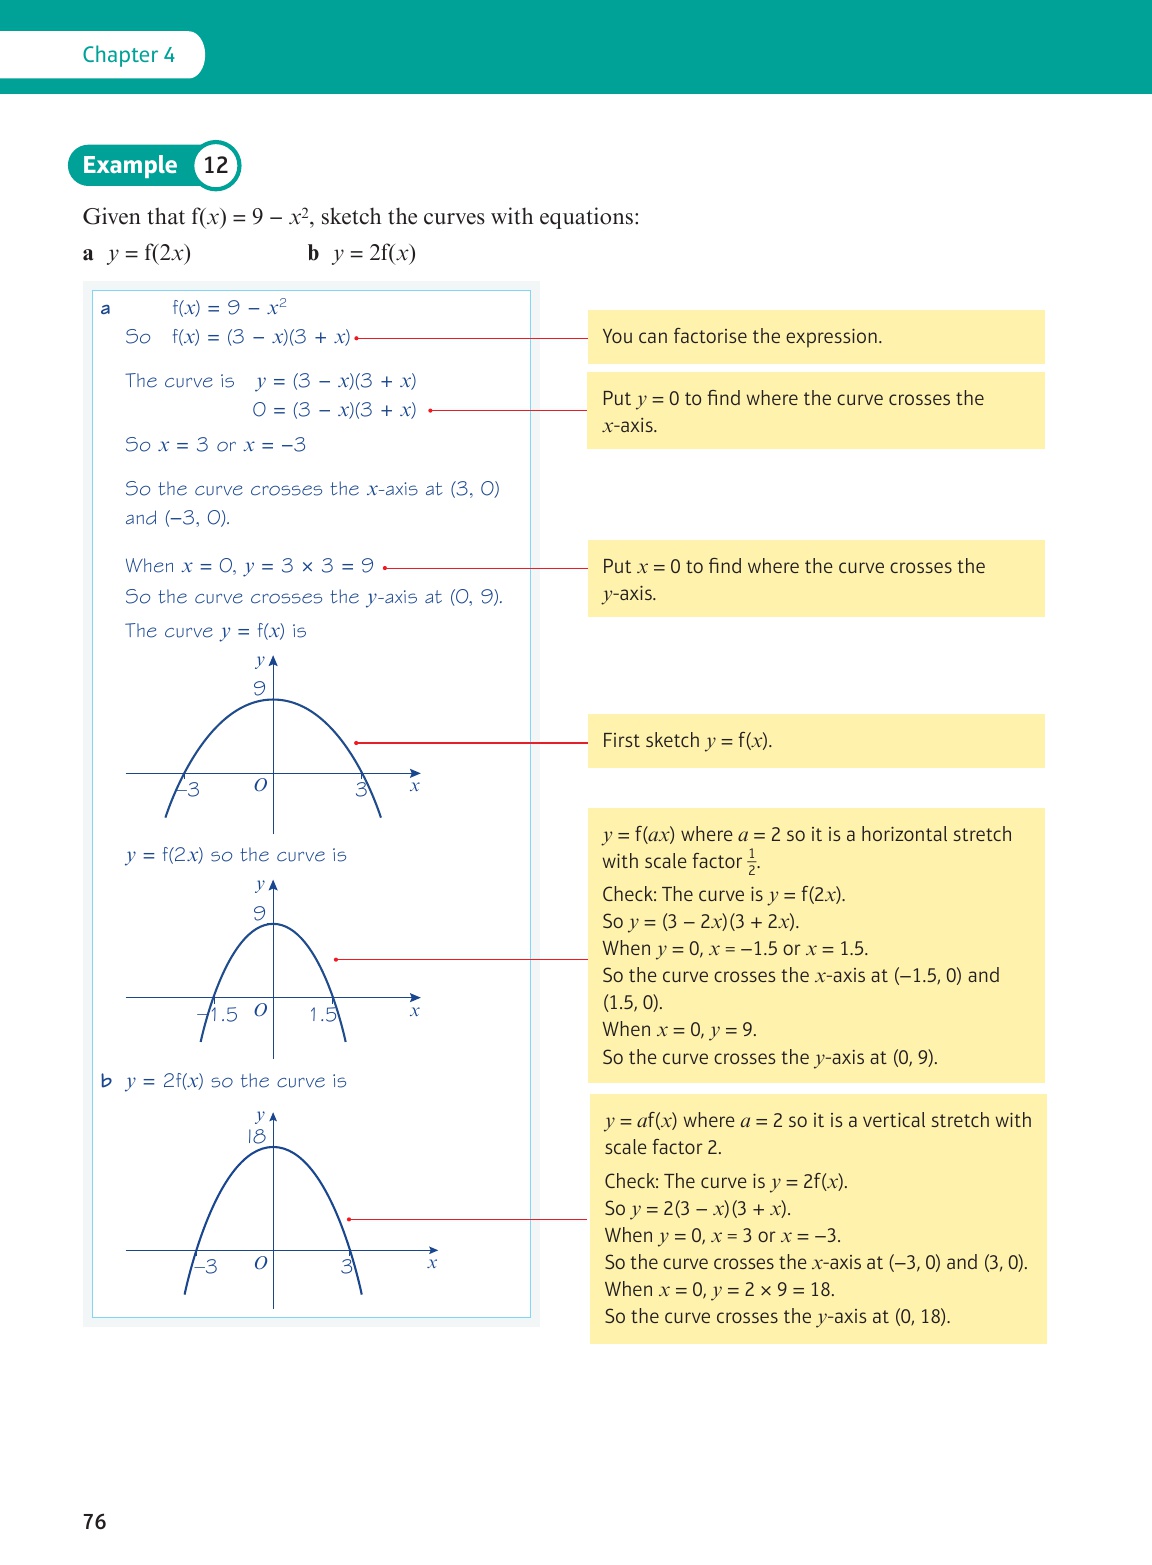 Chapter 4
Example 12
Given that f(x) = 9 − x², sketch the curves with equations:
a y = f(2x) b y = 2f(x)
a f(x) = 9 − x²
So f(x) = (3 − x)(3 + x)
You can factorise the expression.
The curve is y = (3 − x)(3 + x)
0 = (3 − x)(3 + x)
Put y = 0 to find where the curve crosses the
x-axis.
So x = 3 or x = −3
So the curve crosses the x-axis at (3, 0)
and (−3, 0).
When x = 0, y = 3 × 3 = 9
Put x = 0 to find where the curve crosses the
y-axis.
So the curve crosses the y-axis at (0, 9).
The curve y = f(x) is
y
9
−3 O 3 x
First sketch y = f(x).
y = f(2x) so the curve is
y
9
−1.5 O 1.5 x
y = f(ax) where a = 2 so it is a horizontal stretch
with scale factor ½.
Check: The curve is y = f(2x).
So y = (3 − 2x)(3 + 2x).
When y = 0, x = −1.5 or x = 1.5.
So the curve crosses the x-axis at (−1.5, 0) and
(1.5, 0).
When x = 0, y = 9.
So the curve crosses the y-axis at (0, 9).
b y = 2f(x) so the curve is
y
18
−3 O 3 x
y = af(x) where a = 2 so it is a vertical stretch with
scale factor 2.
Check: The curve is y = 2f(x).
So y = 2(3 − x)(3 + x).
When y = 0, x = 3 or x = −3.
So the curve crosses the x-axis at (−3, 0) and (3, 0).
When x = 0, y = 2 × 9 = 18.
So the curve crosses the y-axis at (0, 18).
76